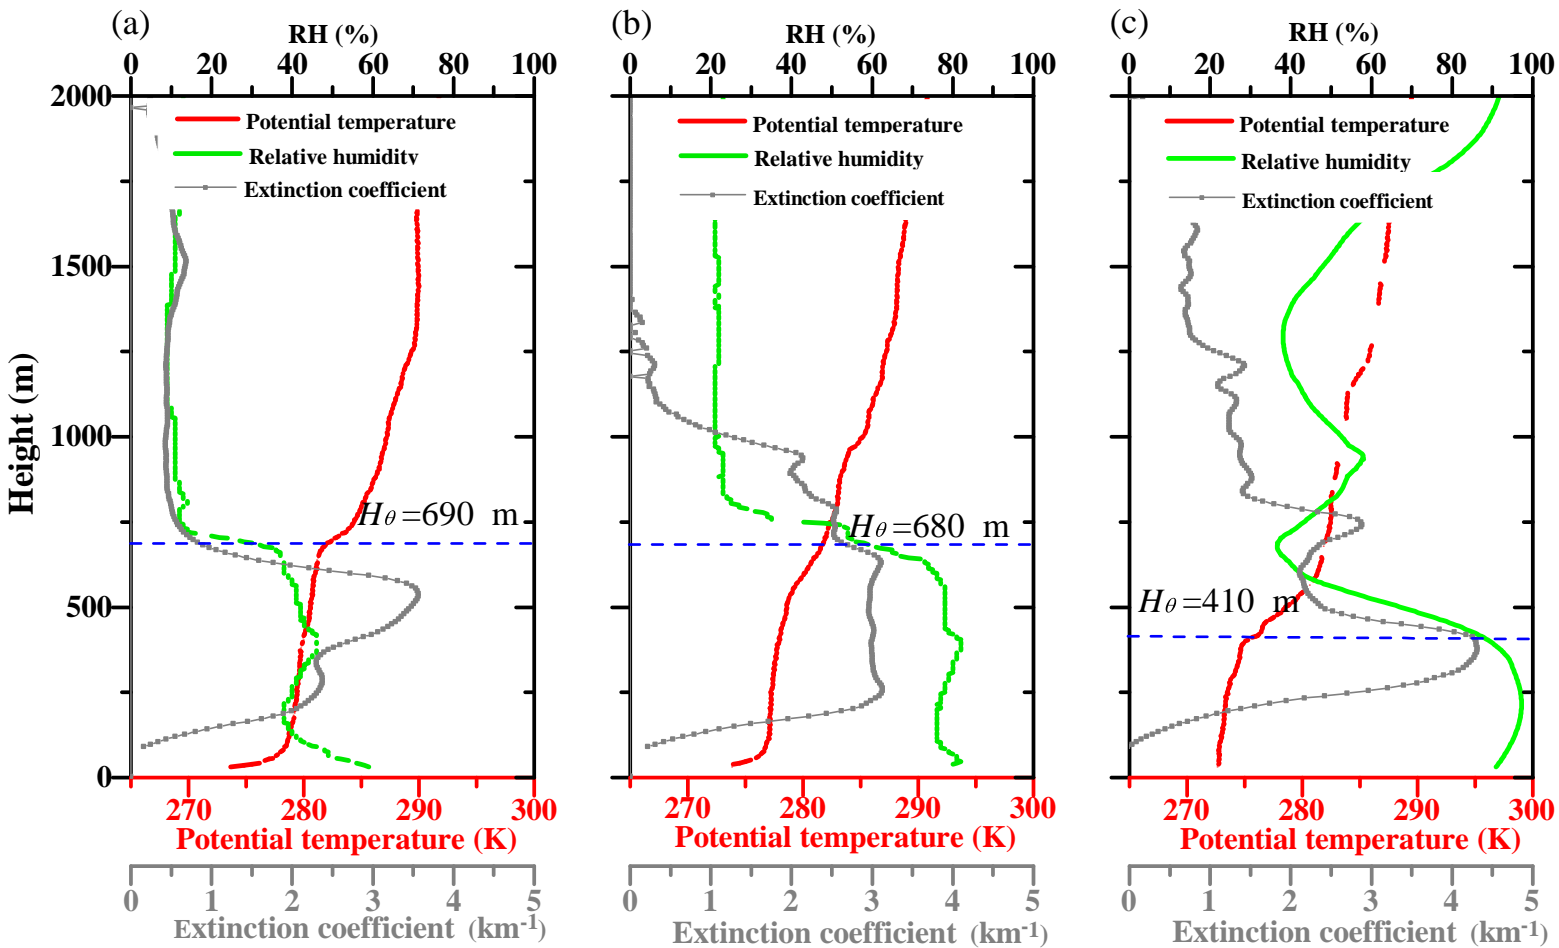 (a) (b) (c)
RH (%) RH (%) RH (%)
0 20 40 60 80 100 0 20 40 60 80 100 0 20 40 60 80 100
2000
Potential temperature Potential temperature Potential temperature
Relative humidity Relative humidity Relative humidity
Extinction coefficient Extinction coefficient Extinction coefficient
1500
1000
Height (m)
Hθ=690 m Hθ=680 m
500
Hθ=410 m
0
270 280 290 300 270 280 290 300 270 280 290 300
Potential temperature (K) Potential temperature (K) Potential temperature (K)
0 1 2 3 4 5 0 1 2 3 4 5 0 1 2 3 4 5
Extinction coefficient (km-1) Extinction coefficient (km-1) Extinction coefficient (km-1)